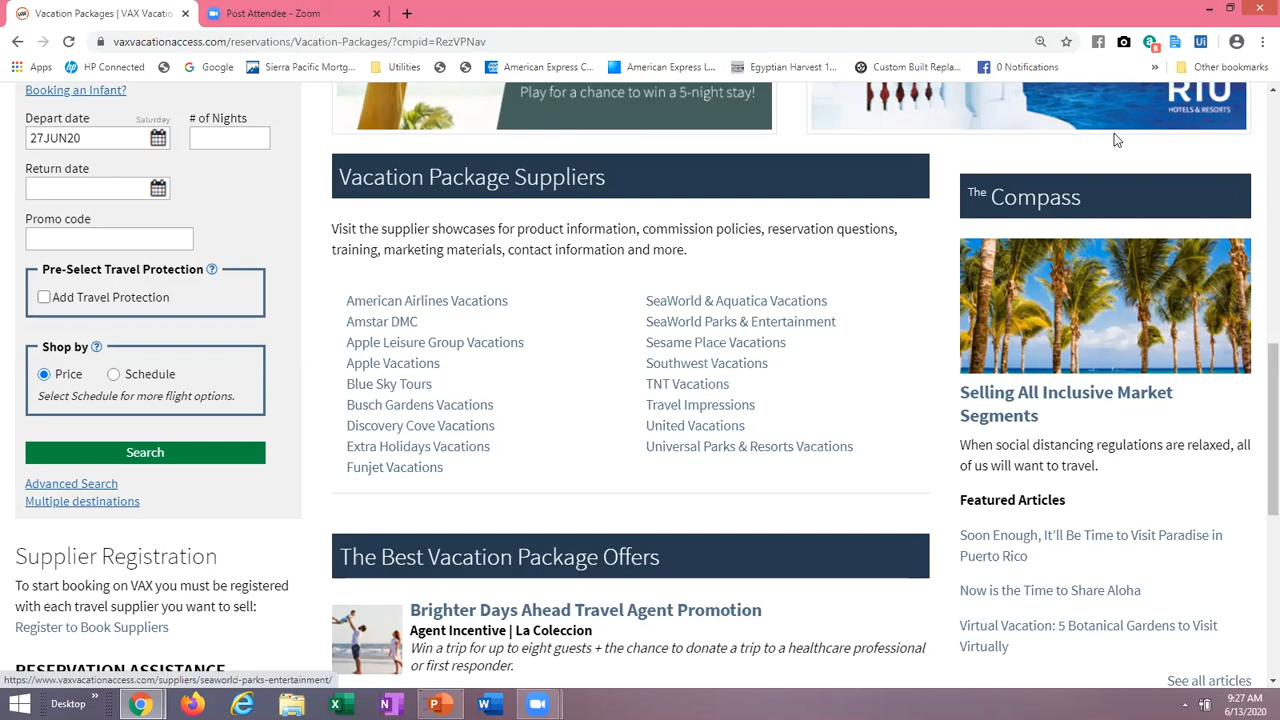 Vacation Packages | VAX Vacatio
Post Attendee - Zoom
vaxvacationaccess.com/reservations/Vacation-Packages/?cmpid=RezVPNav
Apps
HP Connected
Google
Sierra Pacific Mortg...
Utilities
American Express C...
American Express L...
Egyptian Harvest 1...
Custom Built Repla...
0 Notifications
»
Other bookmarks
Booking an Infant?
Depart date
Saturday
# of Nights
27JUN20
Return date
Promo code
Pre-Select Travel Protection ?
Add Travel Protection
Shop by ?
Price
Schedule
Select Schedule for more flight options.
Search
Advanced Search
Multiple destinations
Supplier Registration
To start booking on VAX you must be registered
with each travel supplier you want to sell:
Register to Book Suppliers
RESERVATION ASSISTANCE
https://www.vaxvacationaccess.com/suppliers/seaworld-parks-entertainment/
Play for a chance to win a 5-night stay!
RIU
HOTELS & RESORTS
Vacation Package Suppliers
Visit the supplier showcases for product information, commission policies, reservation questions,
training, marketing materials, contact information and more.
American Airlines Vacations
Amstar DMC
Apple Leisure Group Vacations
Apple Vacations
Blue Sky Tours
Busch Gardens Vacations
Discovery Cove Vacations
Extra Holidays Vacations
Funjet Vacations
SeaWorld & Aquatica Vacations
SeaWorld Parks & Entertainment
Sesame Place Vacations
Southwest Vacations
TNT Vacations
Travel Impressions
United Vacations
Universal Parks & Resorts Vacations
The Best Vacation Package Offers
Brighter Days Ahead Travel Agent Promotion
Agent Incentive | La Coleccion
Win a trip for up to eight guests + the chance to donate a trip to a healthcare professional
or first responder.
The Compass
Selling All Inclusive Market
Segments
When social distancing regulations are relaxed, all
of us will want to travel.
Featured Articles
Soon Enough, It'll Be Time to Visit Paradise in
Puerto Rico
Now is the Time to Share Aloha
Virtual Vacation: 5 Botanical Gardens to Visit
Virtually
See all articles
Desktop
9:27 AM
6/13/2020